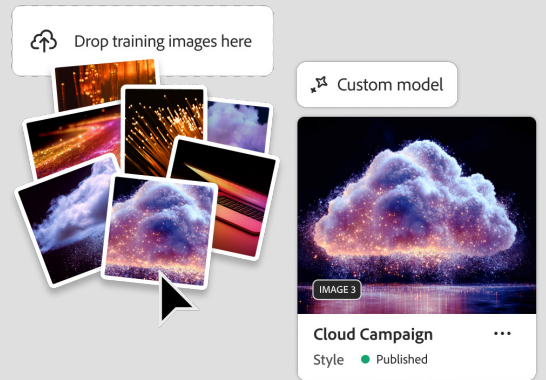 Drop training images here
Custom model
IMAGE 3
Cloud Campaign
Style
Published